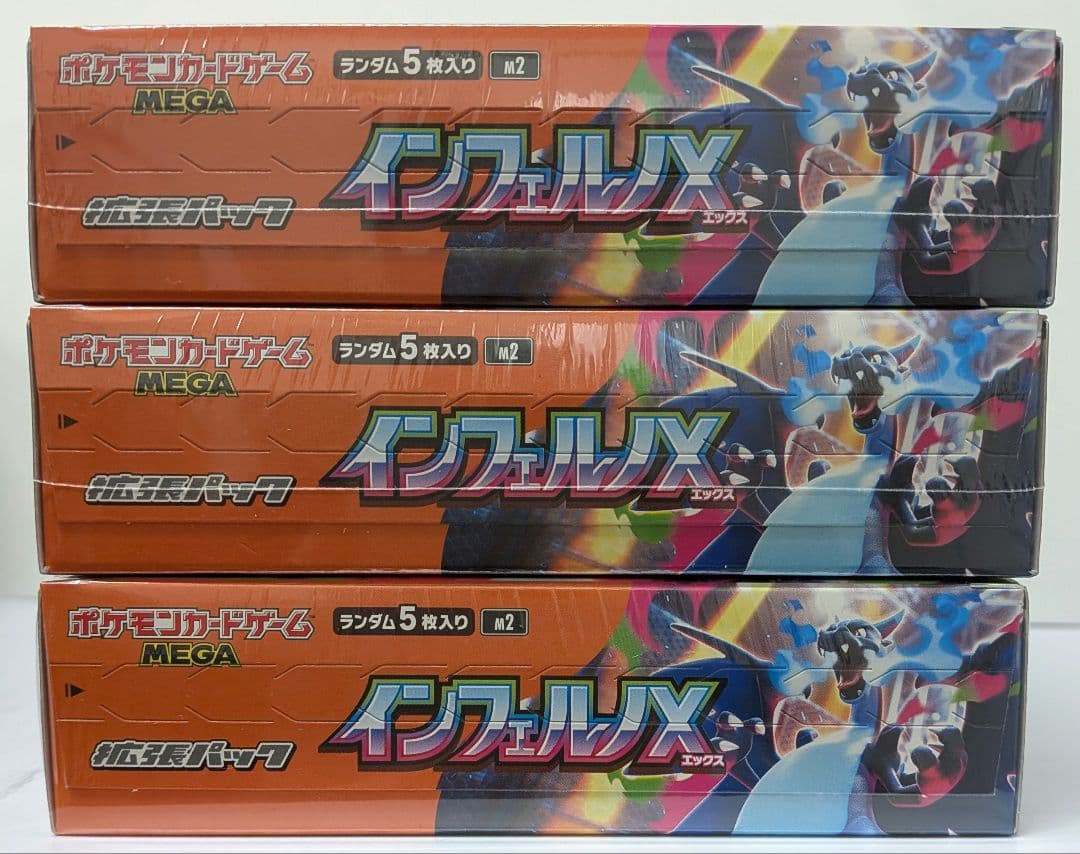 ポケモンカードゲーム
MEGA
ランダム5枚入り M2
インフェルノX
エックス
拡張パック
ポケモンカードゲーム
MEGA
ランダム5枚入り M2
インフェルノX
エックス
拡張パック
ポケモンカードゲーム
MEGA
ランダム5枚入り M2
インフェルノX
エックス
拡張パック